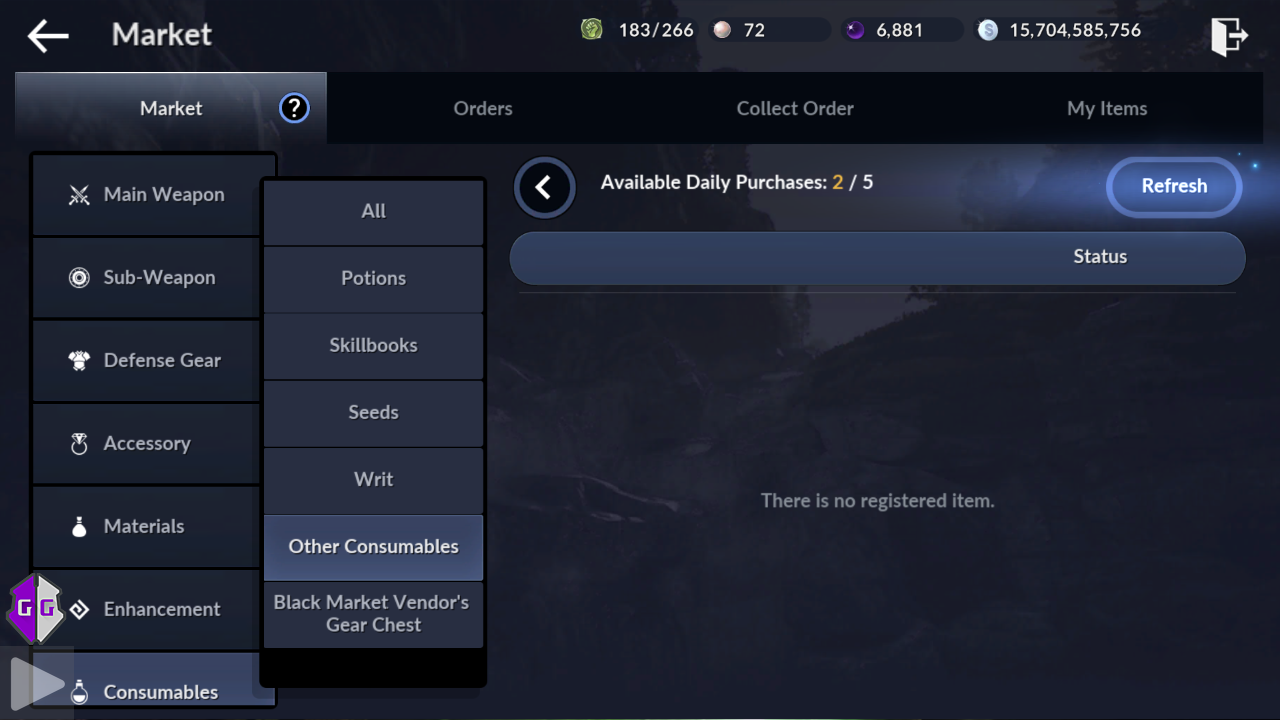 Market
183/266
72
6,881
S
15,704,585,756
Market
?
Orders
Collect Order
My Items
Main Weapon
Sub-Weapon
Defense Gear
Accessory
Materials
Enhancement
Consumables
All
Potions
Skillbooks
Seeds
Writ
Other Consumables
Black Market Vendor's
Gear Chest
Available Daily Purchases: 2 / 5
Refresh
Status
There is no registered item.
GG